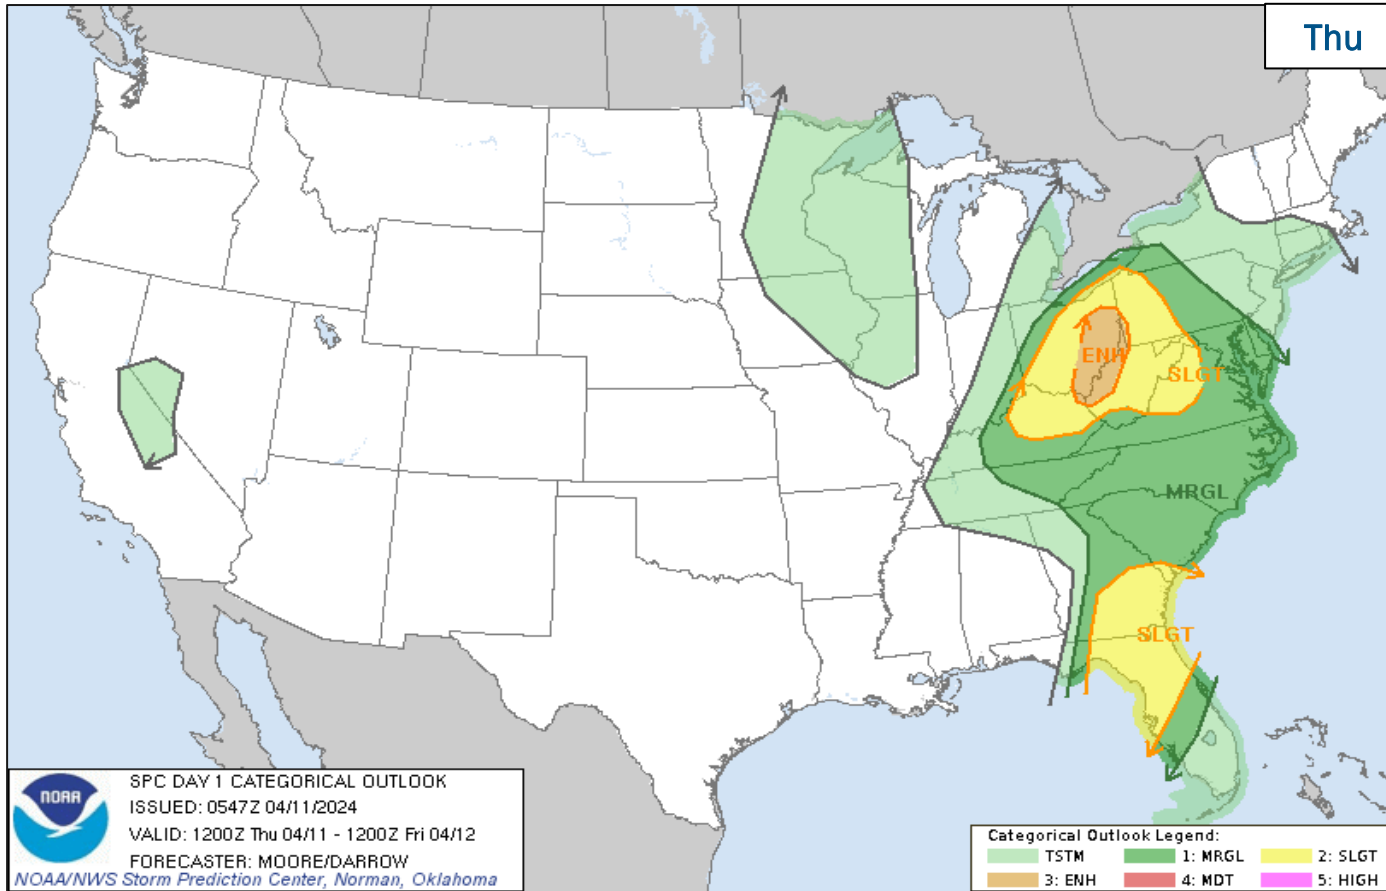 Thu
ENH
SLGT
MRGL
SLGT
NOAA
SPC DAY 1 CATEGORICAL OUTLOOK
ISSUED: 0547Z 04/11/2024
VALID: 1200Z Thu 04/11 - 1200Z Fri 04/12
FORECASTER: MOORE/DARROW
NOAA/NWS Storm Prediction Center, Norman, Oklahoma
Categorical Outlook Legend:
TSTM 1: MRGL 2: SLGT
3: ENH 4: MDT 5: HIGH